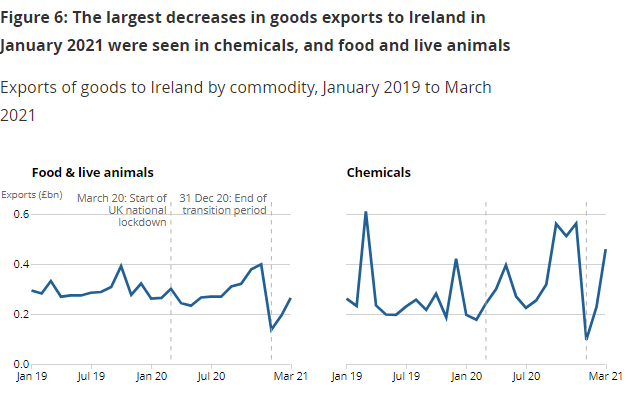 Figure 6: The largest decreases in goods exports to Ireland in
January 2021 were seen in chemicals, and food and live animals
Exports of goods to Ireland by commodity, January 2019 to March
2021
Food & live animals
Exports (£bn)
March 20: Start of
UK national
lockdown
31 Dec 20: End of
transition period
0.6
0.4
0.2
0.0
Jan 19 Jul 19 Jan 20 Jul 20 Mar 21
Chemicals
Jan 19 Jul 19 Jan 20 Jul 20 Mar 21